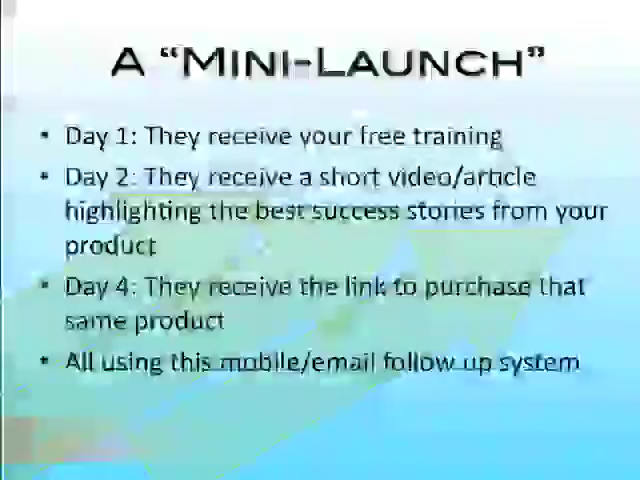 A “Mini-Launch”
• Day 1: They receive your free training
• Day 2: They receive a short video/article
highlighting the best success stories from your
product
• Day 4: They receive the link to purchase that
same product
• All using this mobile/email follow up system